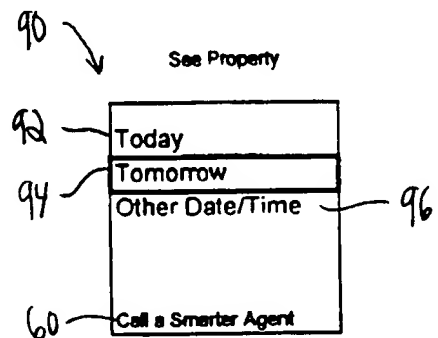 90
See Property
92
Today
94
Tomorrow
Other Date/Time
96
60
Call a Smarter Agent